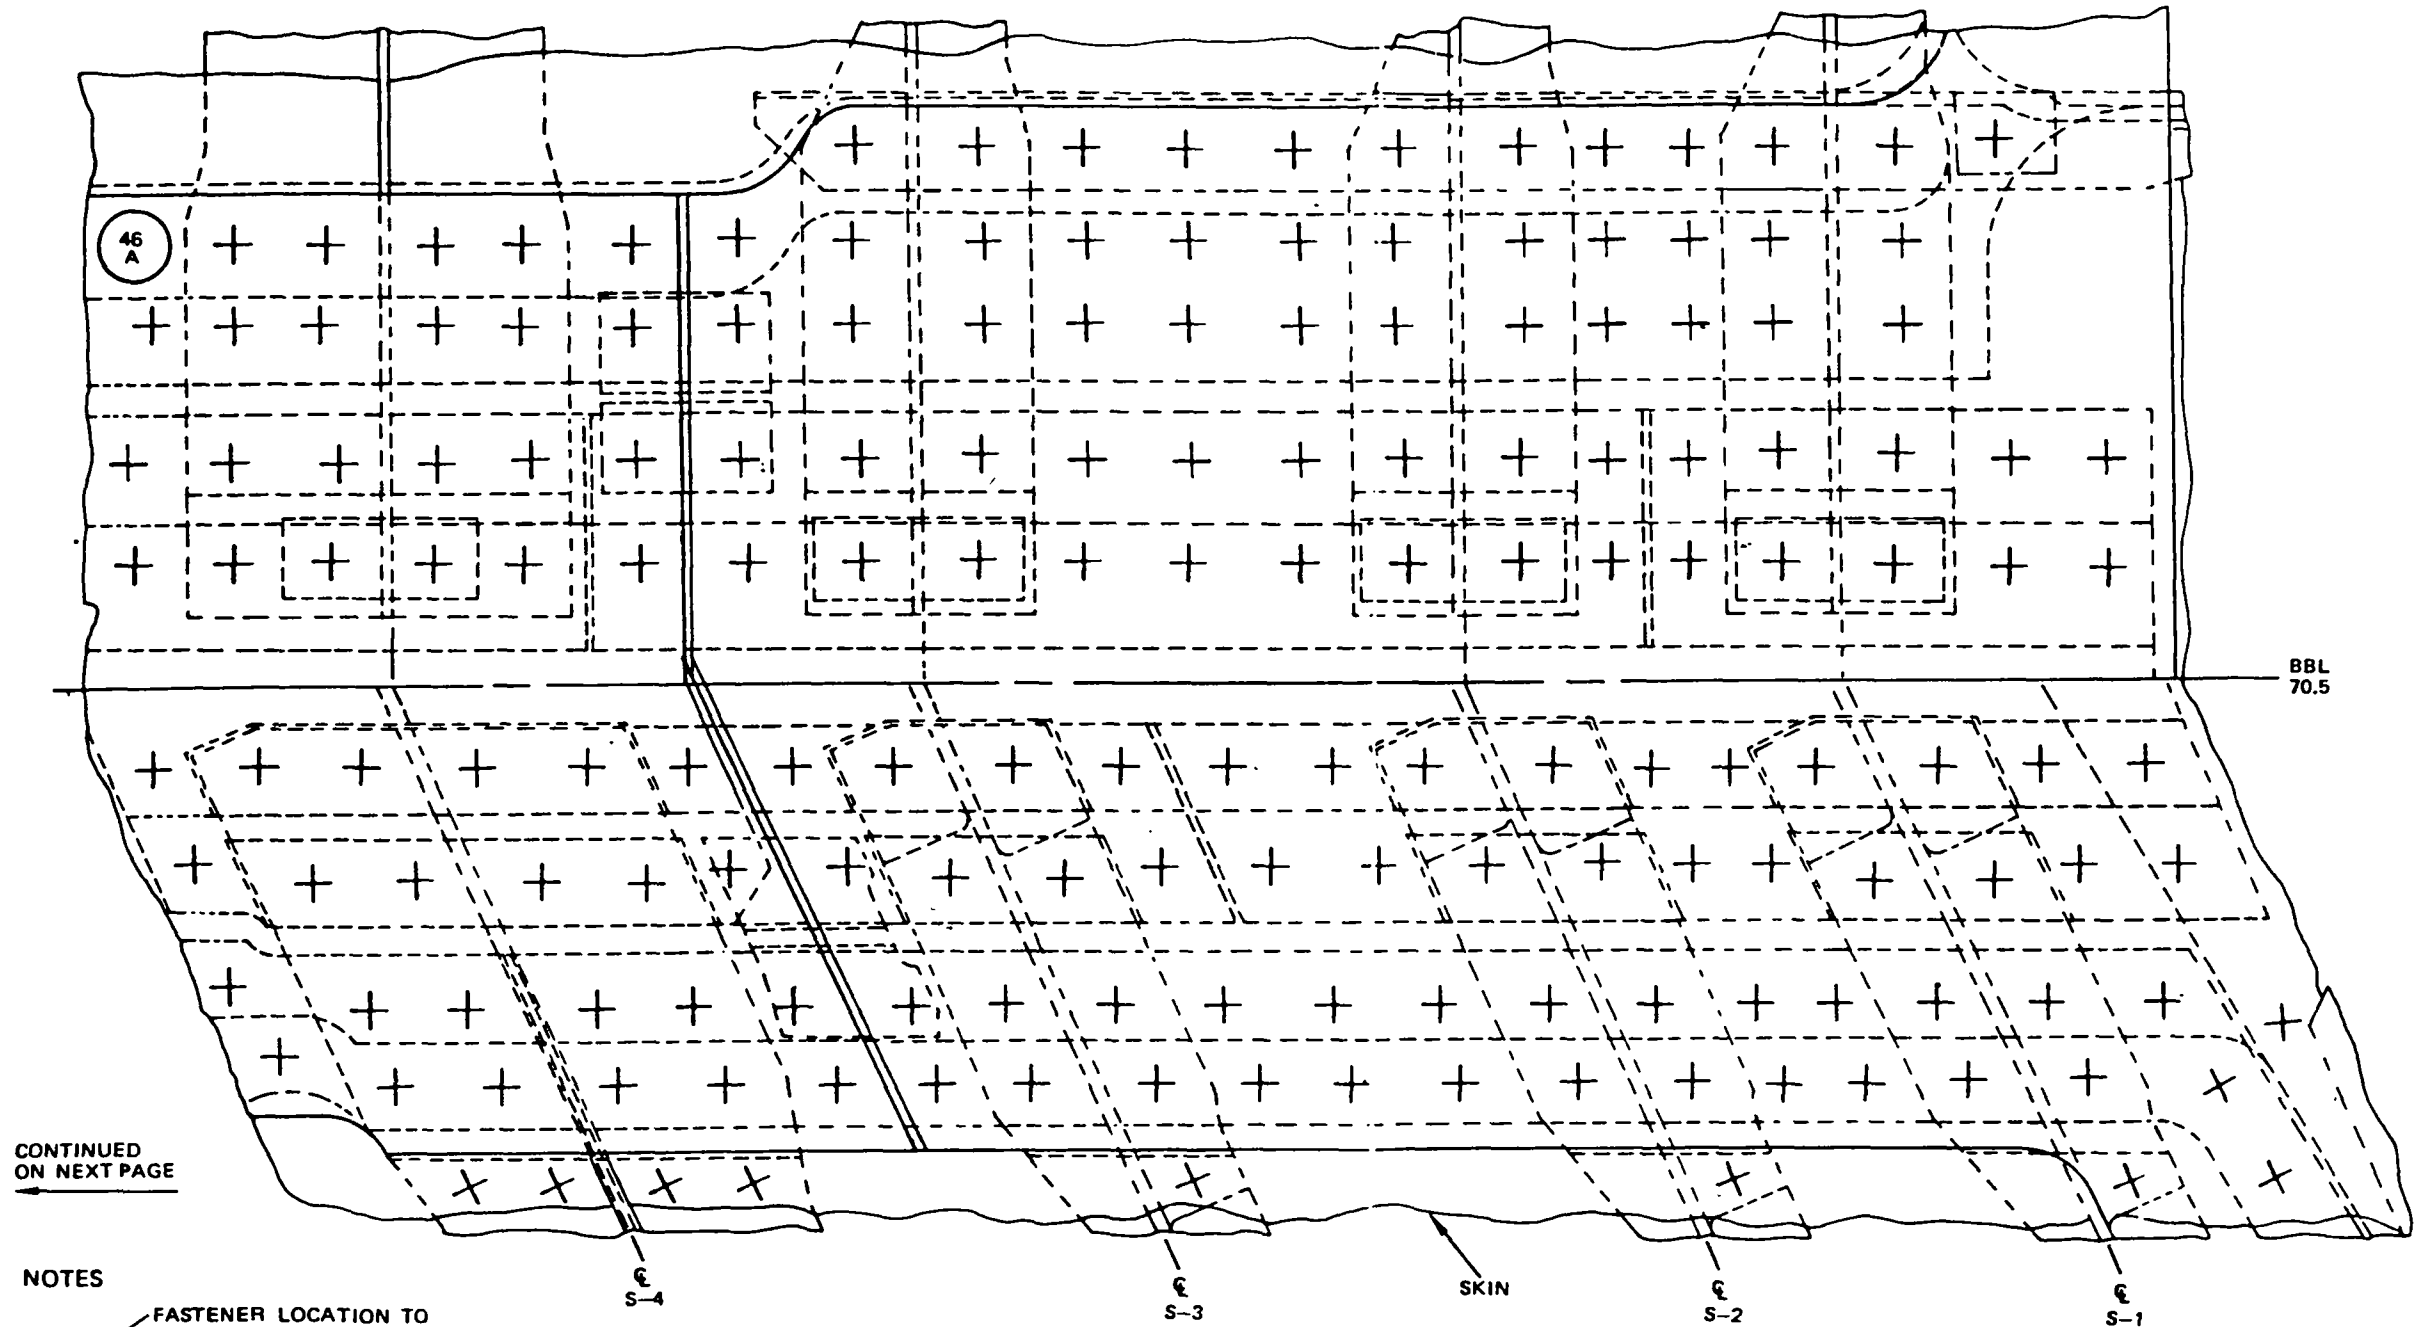 46
A
BBL
70.5
CONTINUED
ON NEXT PAGE
NOTES
FASTENER LOCATION TO
℄
S-4
℄
S-3
℄
S-2
℄
S-1
SKIN